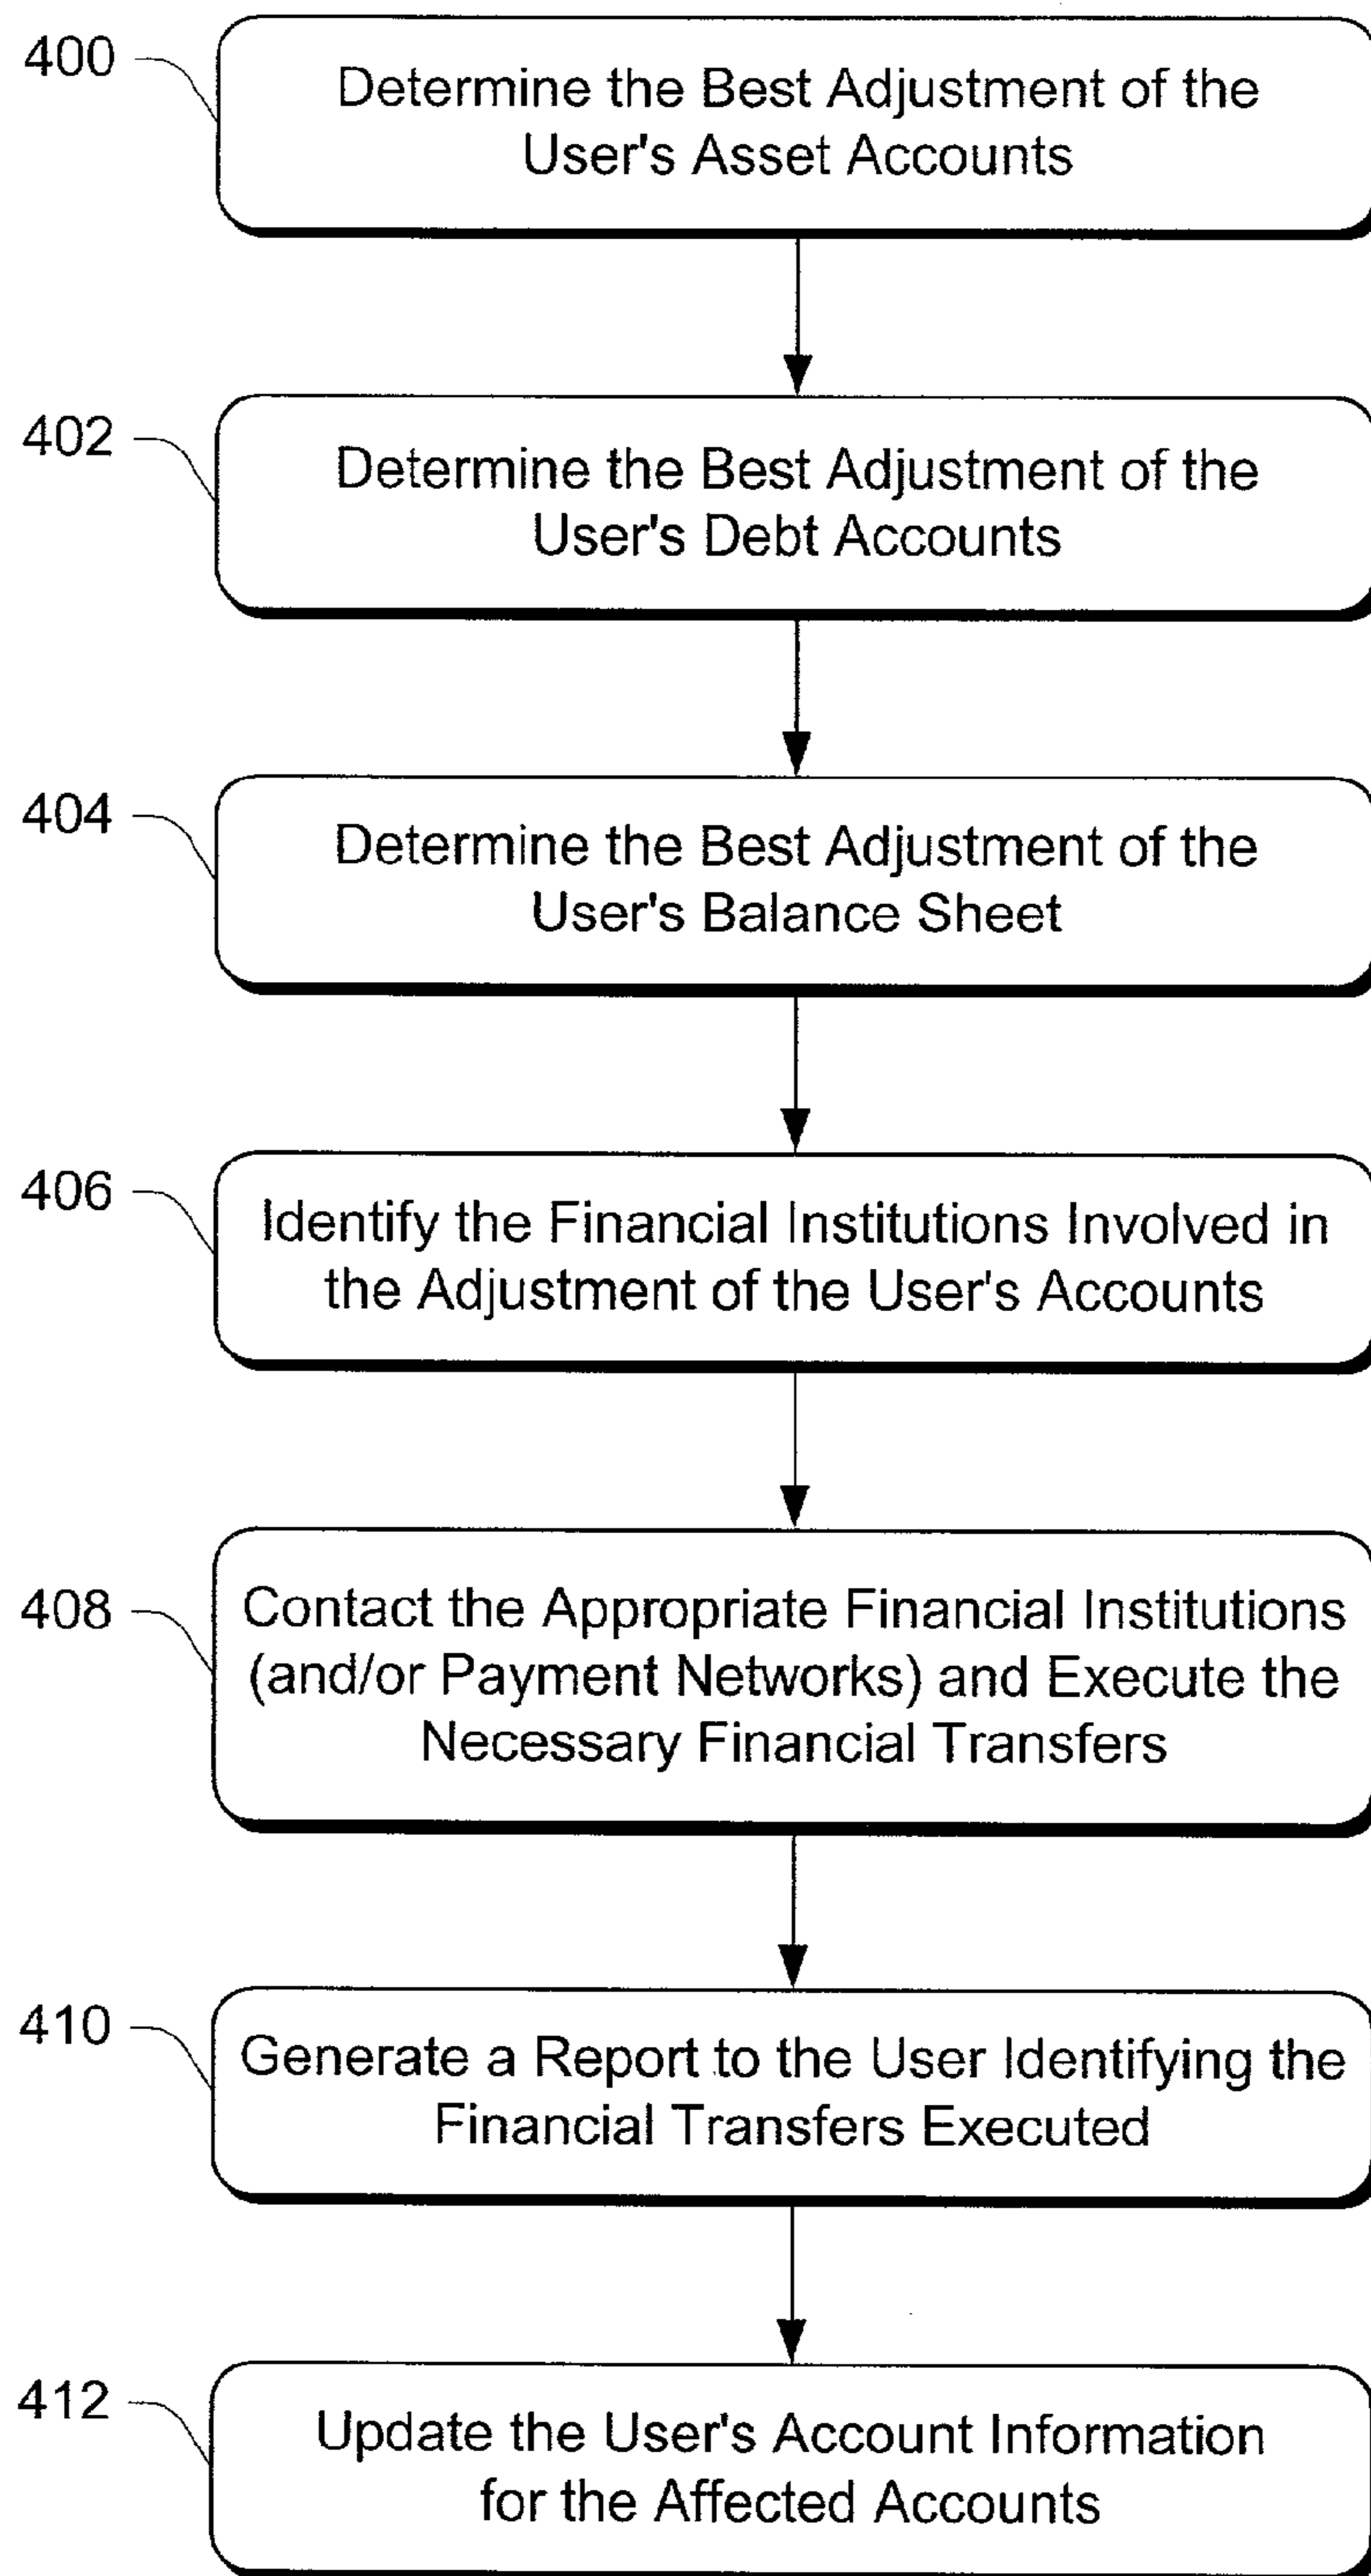 400
Determine the Best Adjustment of the
User's Asset Accounts
402
Determine the Best Adjustment of the
User's Debt Accounts
404
Determine the Best Adjustment of the
User's Balance Sheet
406
Identify the Financial Institutions Involved in
the Adjustment of the User's Accounts
408
Contact the Appropriate Financial Institutions
(and/or Payment Networks) and Execute the
Necessary Financial Transfers
410
Generate a Report to the User Identifying the
Financial Transfers Executed
412
Update the User's Account Information
for the Affected Accounts